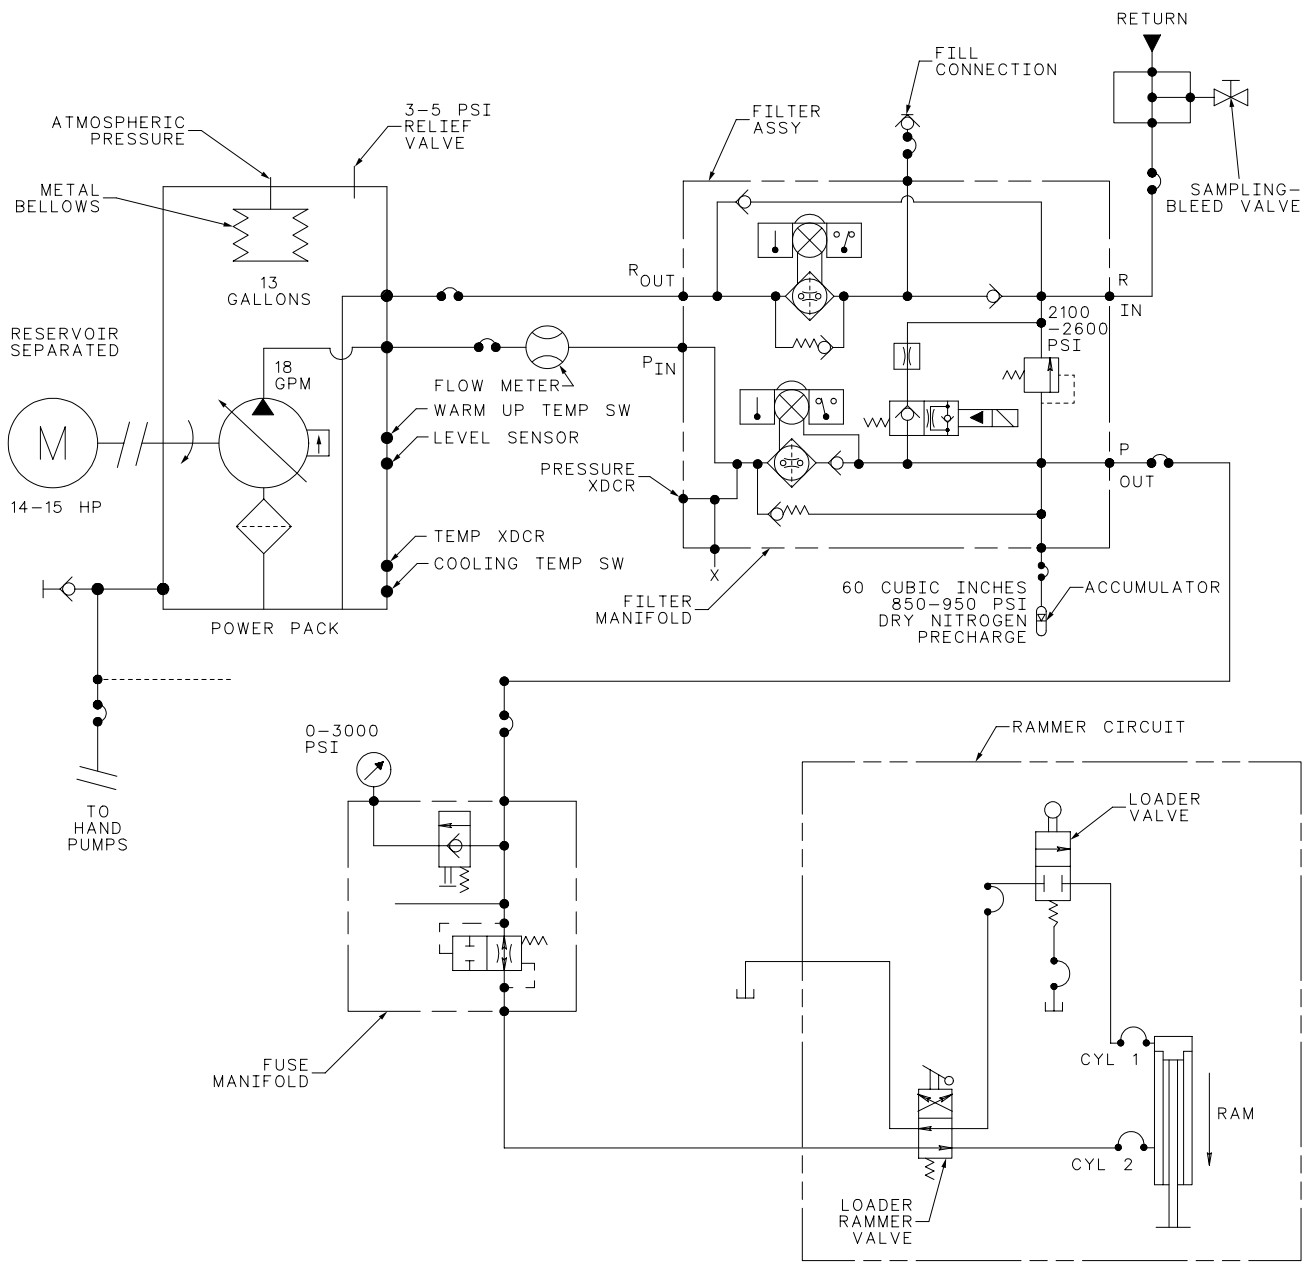 RETURN
FILL
CONNECTION
3-5 PSI
RELIEF
VALVE
FILTER
ASSY
ATMOSPHERIC
PRESSURE
METAL
BELLOWS
SAMPLING-
BLEED VALVE
13
GALLONS
R OUT
R
IN
2100
-2600
PSI
RESERVOIR
SEPARATED
P IN
18
GPM
FLOW METER
WARM UP TEMP SW
LEVEL SENSOR
M
PRESSURE
XDCR
P
OUT
14-15 HP
TEMP XDCR
COOLING TEMP SW
X
60 CUBIC INCHES
850-950 PSI
DRY NITROGEN
PRECHARGE
ACCUMULATOR
FILTER
MANIFOLD
POWER PACK
0-3000
PSI
RAMMER CIRCUIT
TO
HAND
PUMPS
LOADER
VALVE
FUSE
MANIFOLD
CYL 1
RAM
CYL 2
LOADER
RAMMER
VALVE